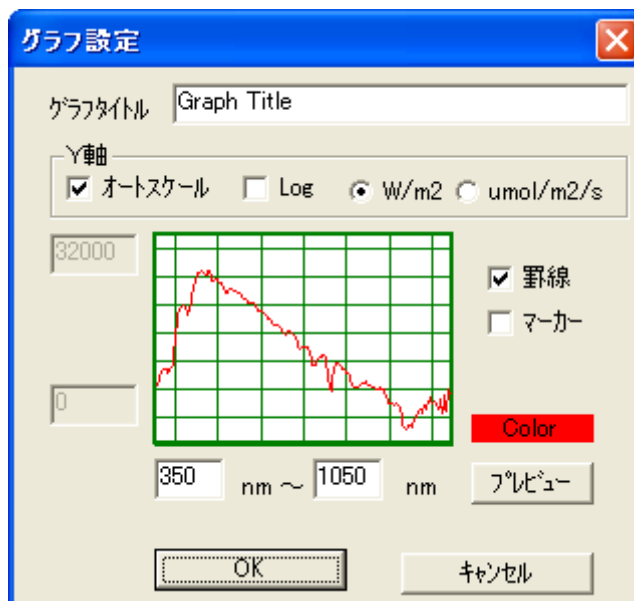 グラフ設定
ｸﾞﾗﾌﾀｲﾄﾙ Graph Title
Y軸
オートスケール Log W/m2 umol/m2/s
32000
罫線
マーカー
0
Color
350 nm ～ 1050 nm ﾌﾟﾚﾋﾞｭｰ
OK ｷｬﾝｾﾙ